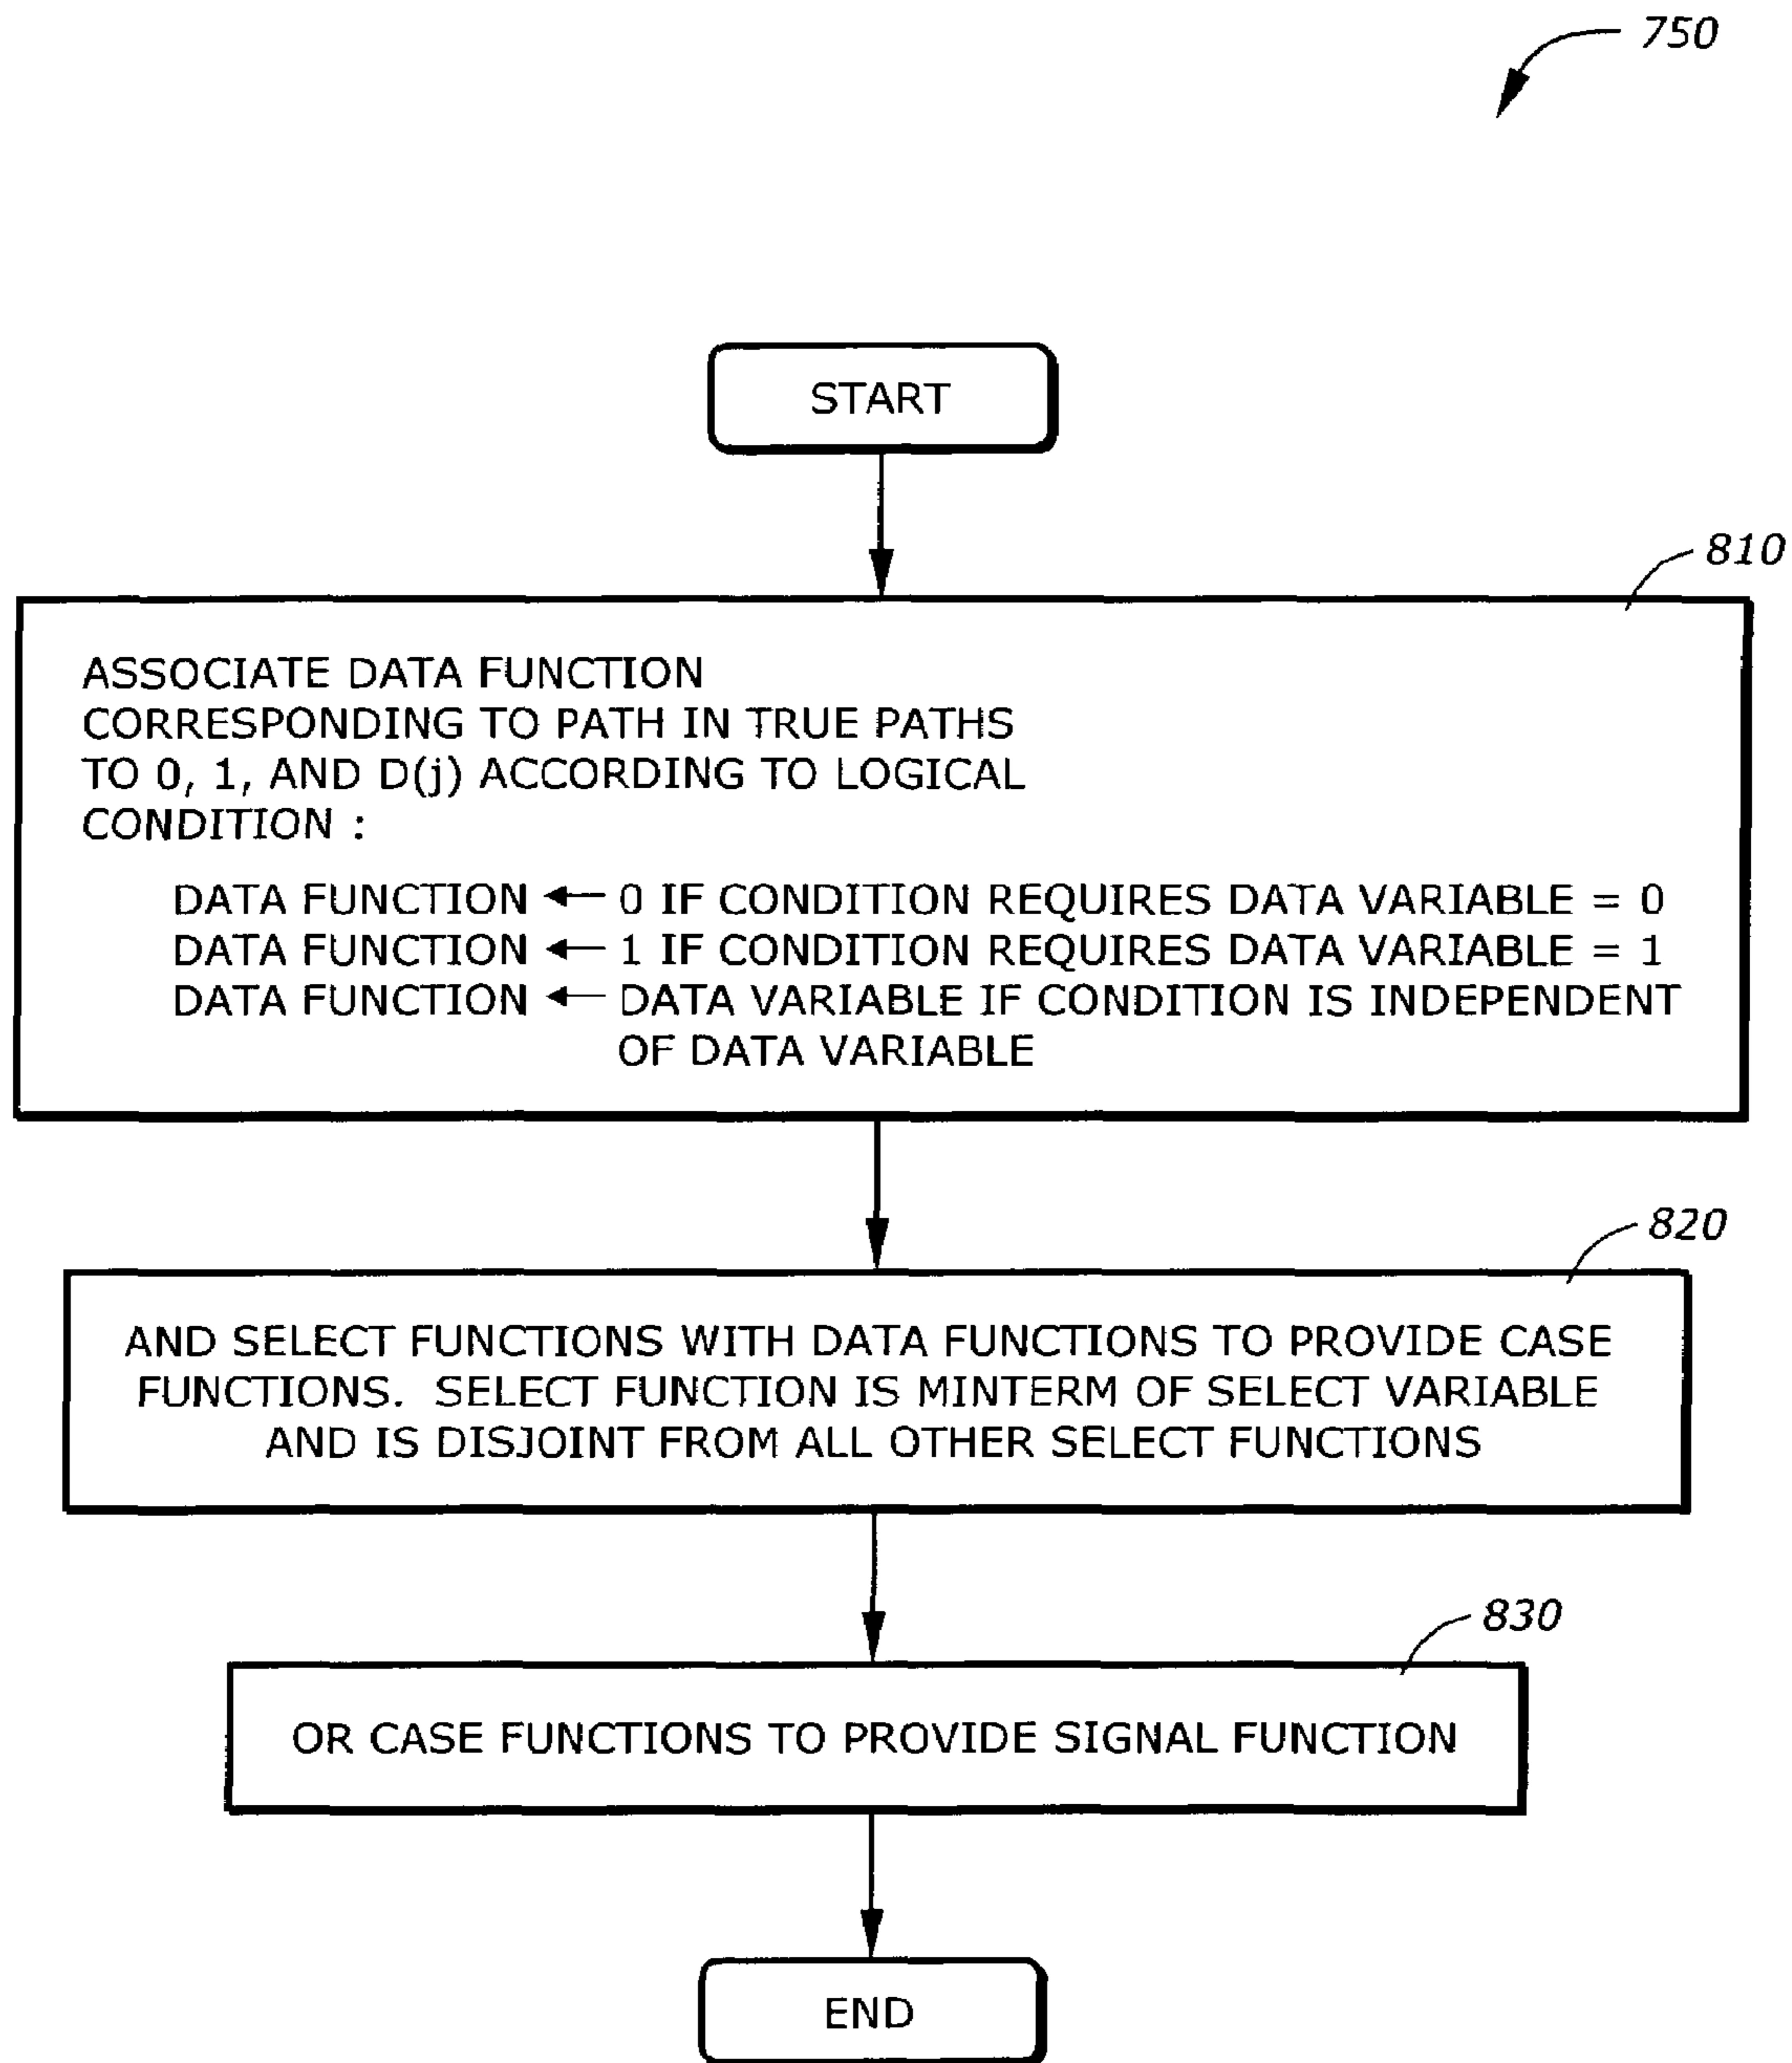 750
START
810
ASSOCIATE DATA FUNCTION
CORRESPONDING TO PATH IN TRUE PATHS
TO 0, 1, AND D(j) ACCORDING TO LOGICAL
CONDITION :
DATA FUNCTION ← 0 IF CONDITION REQUIRES DATA VARIABLE = 0
DATA FUNCTION ← 1 IF CONDITION REQUIRES DATA VARIABLE = 1
DATA FUNCTION ← DATA VARIABLE IF CONDITION IS INDEPENDENT
OF DATA VARIABLE
820
AND SELECT FUNCTIONS WITH DATA FUNCTIONS TO PROVIDE CASE
FUNCTIONS. SELECT FUNCTION IS MINTERM OF SELECT VARIABLE
AND IS DISJOINT FROM ALL OTHER SELECT FUNCTIONS
830
OR CASE FUNCTIONS TO PROVIDE SIGNAL FUNCTION
END